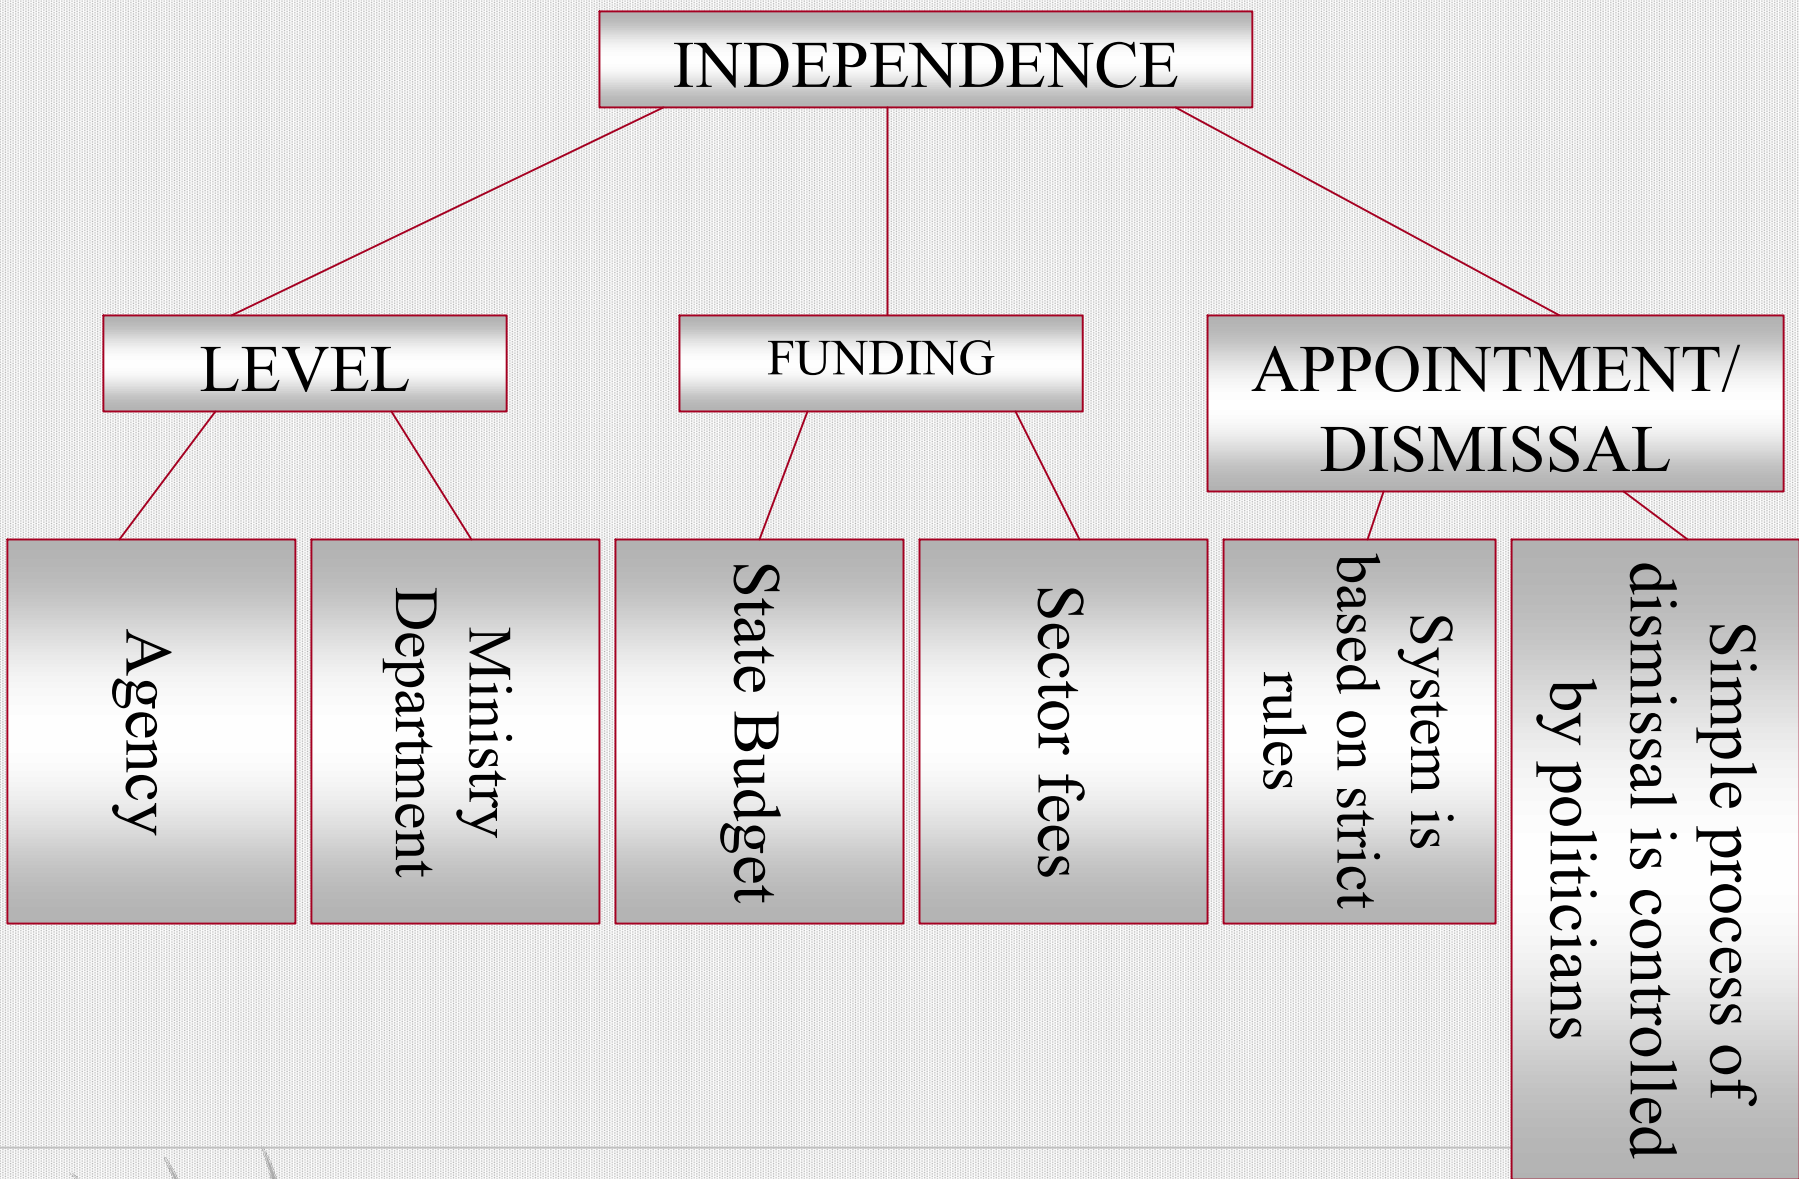 INDEPENDENCE
LEVEL
FUNDING
APPOINTMENT/
DISMISSAL
Agency
Ministry
Department
State Budget
Sector fees
System is
based on strict
rules
Simple process of
dismissal is controlled
by politicians